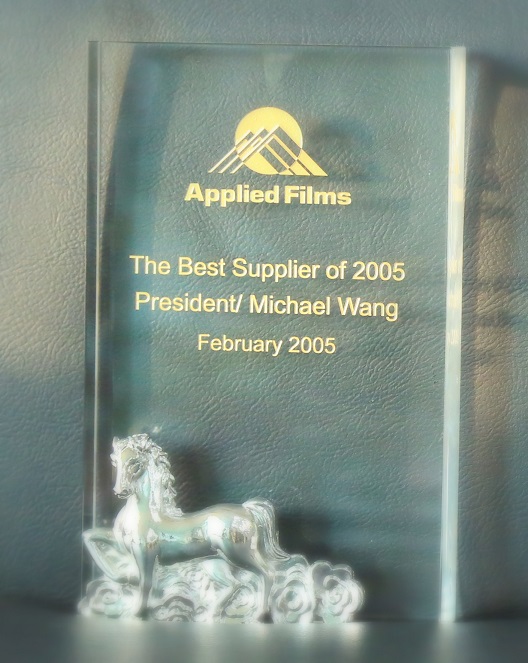 Applied Films
The Best Supplier of 2005
President/ Michael Wang
February 2005